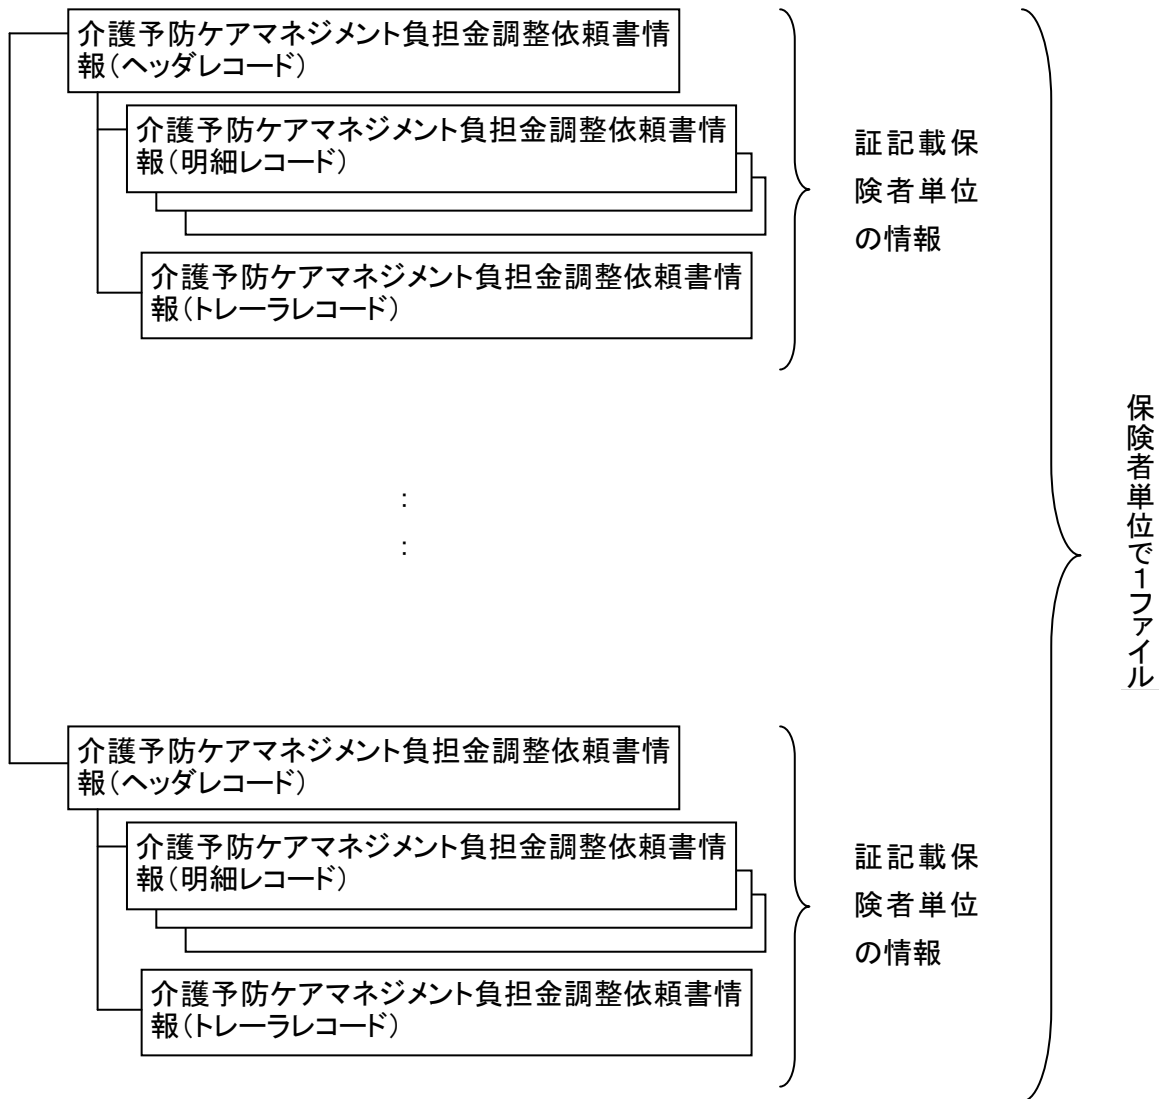 介護予防ケアマネジメント負担金調整依頼書情
報（ヘッダレコード）
介護予防ケアマネジメント負担金調整依頼書情
報（明細レコード）
介護予防ケアマネジメント負担金調整依頼書情
報（トレーラレコード）
証記載保
険者単位
の情報
：
：
保険者単位で１ファイル
介護予防ケアマネジメント負担金調整依頼書情
報（ヘッダレコード）
介護予防ケアマネジメント負担金調整依頼書情
報（明細レコード）
介護予防ケアマネジメント負担金調整依頼書情
報（トレーラレコード）
証記載保
険者単位
の情報